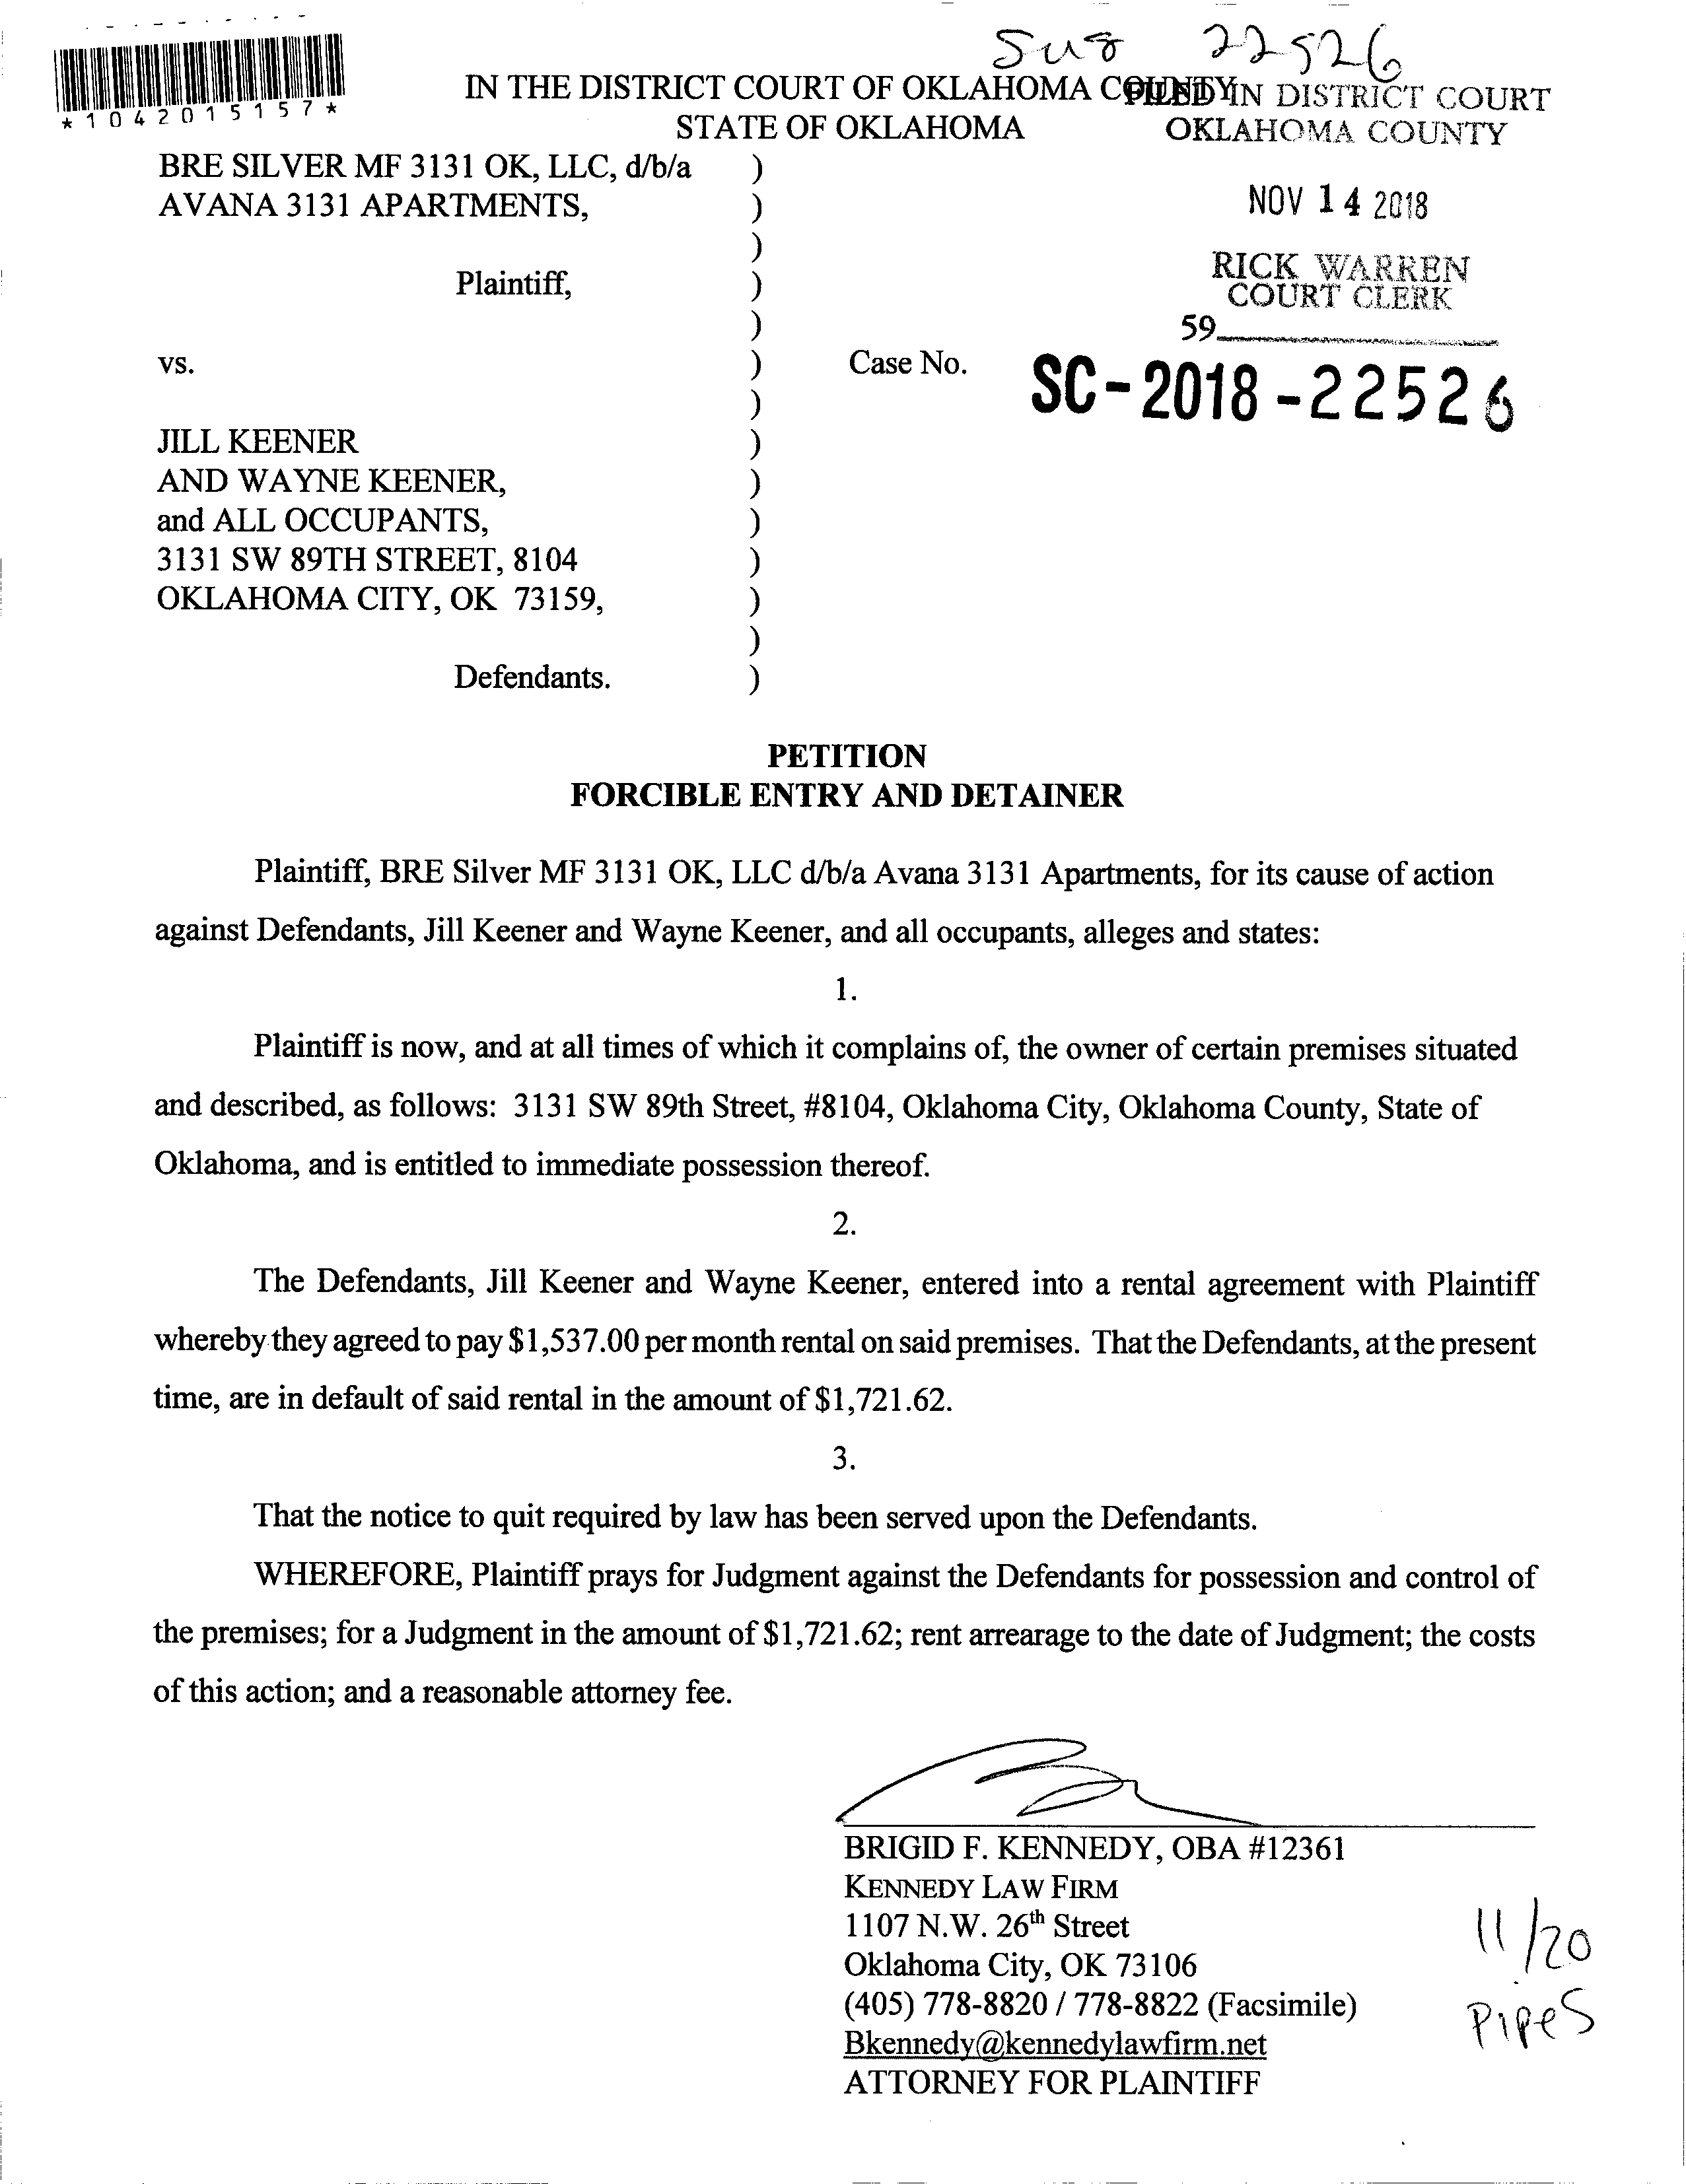 Su8 22526
*1042015157*
IN THE DISTRICT COURT OF OKLAHOMA COUNTY
STATE OF OKLAHOMA
FILED IN DISTRICT COURT
OKLAHOMA COUNTY
NOV 14 2018
RICK WARREN
COURT CLERK
59
BRE SILVER MF 3131 OK, LLC, d/b/a )
AVANA 3131 APARTMENTS, )
)
Plaintiff, )
)
vs. ) Case No. SC-2018-22526
)
JILL KEENER )
AND WAYNE KEENER, )
and ALL OCCUPANTS, )
3131 SW 89TH STREET, 8104 )
OKLAHOMA CITY, OK 73159, )
)
Defendants. )
PETITION
FORCIBLE ENTRY AND DETAINER
Plaintiff, BRE Silver MF 3131 OK, LLC d/b/a Avana 3131 Apartments, for its cause of action
against Defendants, Jill Keener and Wayne Keener, and all occupants, alleges and states:
1.
Plaintiff is now, and at all times of which it complains of, the owner of certain premises situated
and described, as follows: 3131 SW 89th Street, #8104, Oklahoma City, Oklahoma County, State of
Oklahoma, and is entitled to immediate possession thereof.
2.
The Defendants, Jill Keener and Wayne Keener, entered into a rental agreement with Plaintiff
whereby they agreed to pay $1,537.00 per month rental on said premises. That the Defendants, at the present
time, are in default of said rental in the amount of $1,721.62.
3.
That the notice to quit required by law has been served upon the Defendants.
WHEREFORE, Plaintiff prays for Judgment against the Defendants for possession and control of
the premises; for a Judgment in the amount of $1,721.62; rent arrearage to the date of Judgment; the costs
of this action; and a reasonable attorney fee.
BRIGID F. KENNEDY, OBA #12361
KENNEDY LAW FIRM
1107 N.W. 26th Street
Oklahoma City, OK 73106
(405) 778-8820 / 778-8822 (Facsimile)
Bkennedy@kennedylawfirm.net
ATTORNEY FOR PLAINTIFF
11/20
PipeS